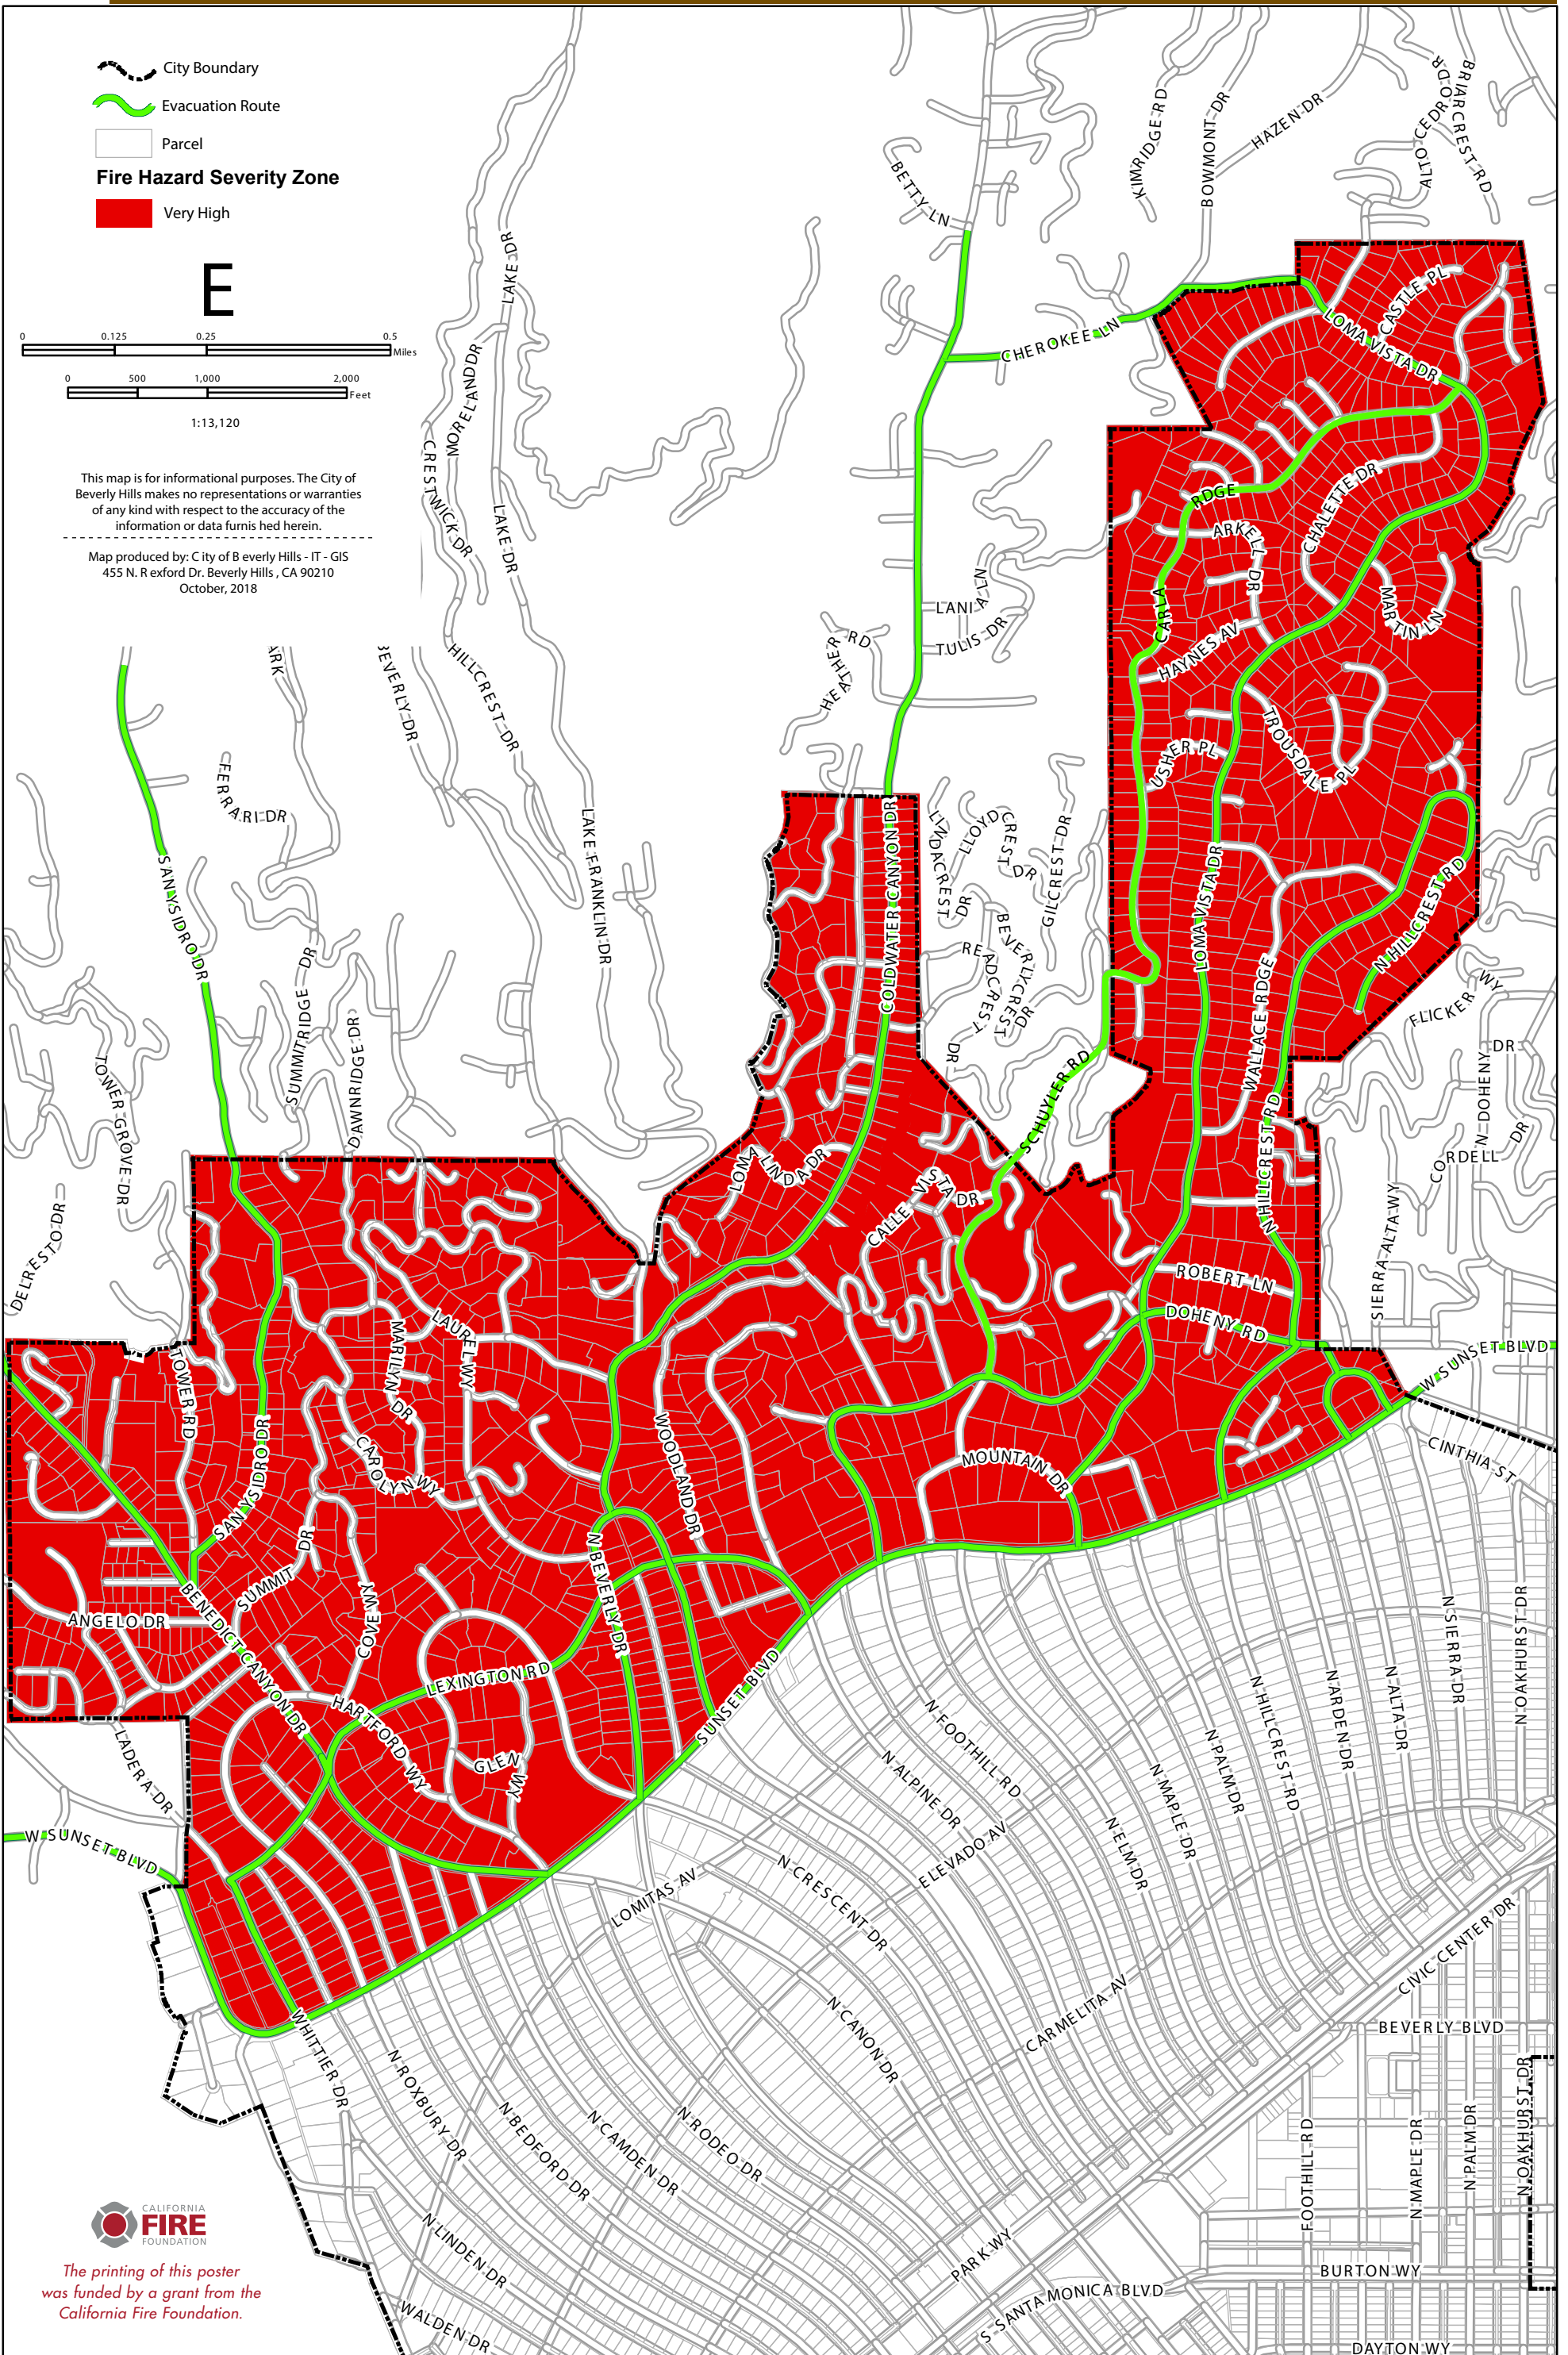 City Boundary
Evacuation Route
Parcel
Fire Hazard Severity Zone
Very High
E
0 0.125 0.25 0.5
Miles
0 500 1,000 2,000
Feet
1:13,120
This map is for informational purposes. The City of
Beverly Hills makes no representations or warranties
of any kind with respect to the accuracy of the
information or data furnis hed herein.
Map produced by: C ity of B everly Hills - IT - GIS
455 N. R exford Dr. Beverly Hills , CA 90210
October, 2018
BETTY LN
KIMRIDGE RD
BOWMONT DR
HAZEN DR
ALTO CEDRO DR
BRIARCREST RD
LAKE DR
MORELAND DR
CRESTWICK DR
LAKE DR
CHEROKEE LN
CASTLE PL
LOMA VISTA DR
RDGE
CARLA
ARKELL DR
CHALETTE DR
MARTIN LN
HAYNES AV
LANI
ALN
TULIS DR
HEATHER RD
USHER PL
TROUSDALE PL
ARK
BEVERLY DR
HILLCREST DR
FERRARI DR
SAN YSIDRO DR
LAKE FRANKLIN DR
COLDWATER CANYON DR
LINDACREST DR
LLOYDCREST DR
GILCREST DR
BEVERLYCREST DR
READCREST DR
LOMA VISTA DR
WALLACE RDGE
N HILLCREST RD
FLICKER WY
N DOHENY DR
CORDELL DR
SIERRA ALTA WY
SUMMITRIDGE DR
DAWNRIDGE DR
TOWER GROVE DR
DELRESTO DR
SCHUYLER RD
LOMA LINDA DR
CALLE VISTA DR
N HILLCREST RD
ROBERT LN
DOHENY RD
W SUNSET BLVD
CINTHIA ST
TOWER RD
SAN YSIDRO DR
MARILYN DR
LAUREL WY
CAROLYN WY
WOODLAND DR
MOUNTAIN DR
SUMMIT DR
COVE WY
ANGELO DR
BENEDICT CANYON DR
N BEVERLY DR
LEXINGTON RD
HARTFORD WY
GLEN WY
SUNSET BLVD
LADERA DR
W SUNSET BLVD
N FOOTHILL RD
N ALPINE DR
ELEVADO AV
N CRESCENT DR
LOMITAS AV
N ELM DR
N MAPLE DR
N PALM DR
N HILLCREST RD
N ARDEN DR
N ALTA DR
N SIERRA DR
N OAKHURST DR
CIVIC CENTER DR
CARMELITA AV
N CANON DR
BEVERLY BLVD
WHITTIER DR
N ROXBURY DR
N BEDFORD DR
N CAMDEN DR
N RODEO DR
N LINDEN DR
WALDEN DR
PARK WY
S SANTA MONICA BLVD
FOOTHILL RD
N MAPLE DR
N PALM DR
N OAKHURST DR
BURTON WY
DAYTON WY
CALIFORNIA
FIRE
FOUNDATION
The printing of this poster
was funded by a grant from the
California Fire Foundation.